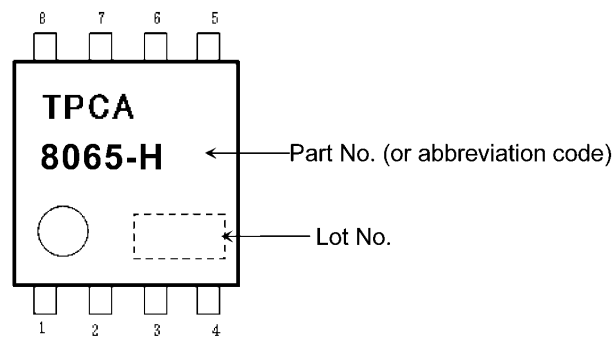 8 7 6 5
TPCA
8065-H
Part No. (or abbreviation code)
Lot No.
1 2 3 4